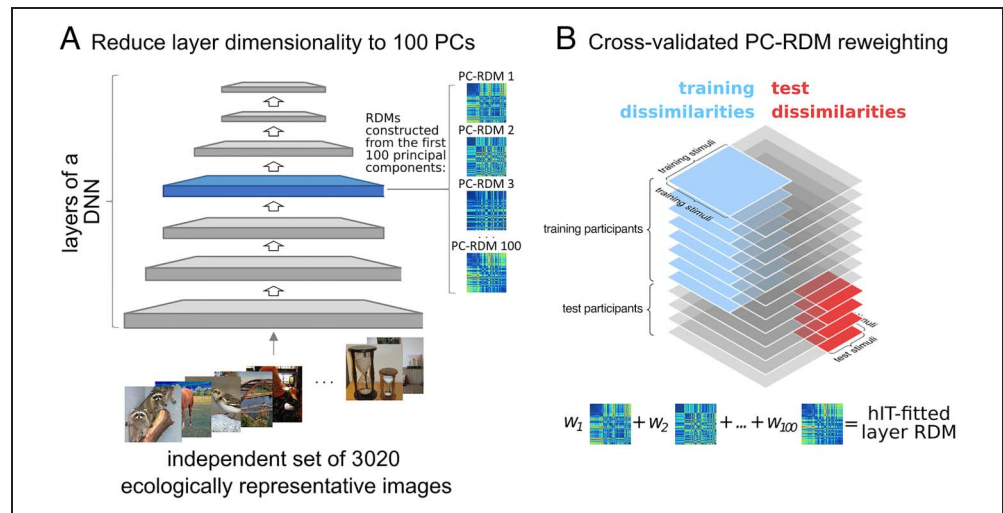 A Reduce layer dimensionality to 100 PCs
layers of a
DNN
RDMs
constructed
from the first
100 principal
components:
PC-RDM 1
PC-RDM 2
PC-RDM 3
. . .
PC-RDM 100
...
independent set of 3020
ecologically representative images
B Cross-validated PC-RDM reweighting
training
dissimilarities
test
dissimilarities
training stimuli
training stimuli
training participants
test participants
test stimuli
w1 + w2 + ... + w100 = hIT-fitted
layer RDM